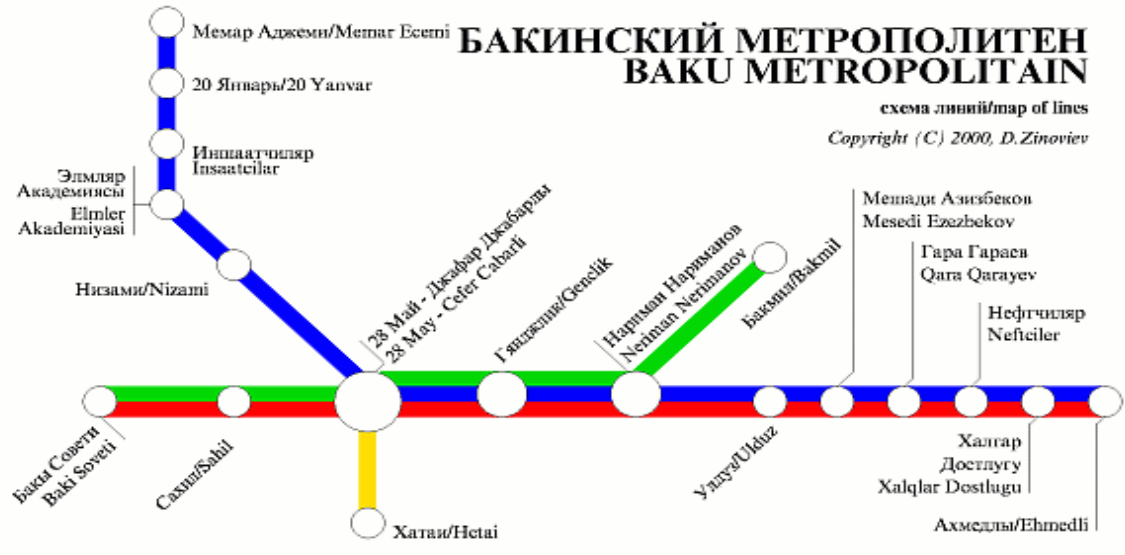 Мемар Аджеми/Memar Ecemi
БАКИНСКИЙ МЕТРОПОЛИТЕН
BAKU METROPOLITAIN
схема линий/map of lines
Copyright (C) 2000, D.Zinoviev
20 Январь/20 Yanvar
Иншаатчиляр
Insaatcilar
Элмляр
Академиясы
Elmler
Akademiyasi
Низами/Nizami
28 Май - Джафар Джабарлы
28 May - Cefer Cabarli
Гянджлик/Genclik
Нариман Нариманов
Neriman Nerimanov
Бакмил/Bakmil
Мешади Азизбеков
Mesedi Ezezbekov
Гара Гараев
Qara Qarayev
Нефтчиляр
Neftciler
Бакы Совети
Baki Soveti
Сахил/Sahil
Хатаи/Hetai
Улдуз/Ulduz
Халгар
Достлугу
Xalqlar Dostlugu
Ахмедлы/Ehmedli